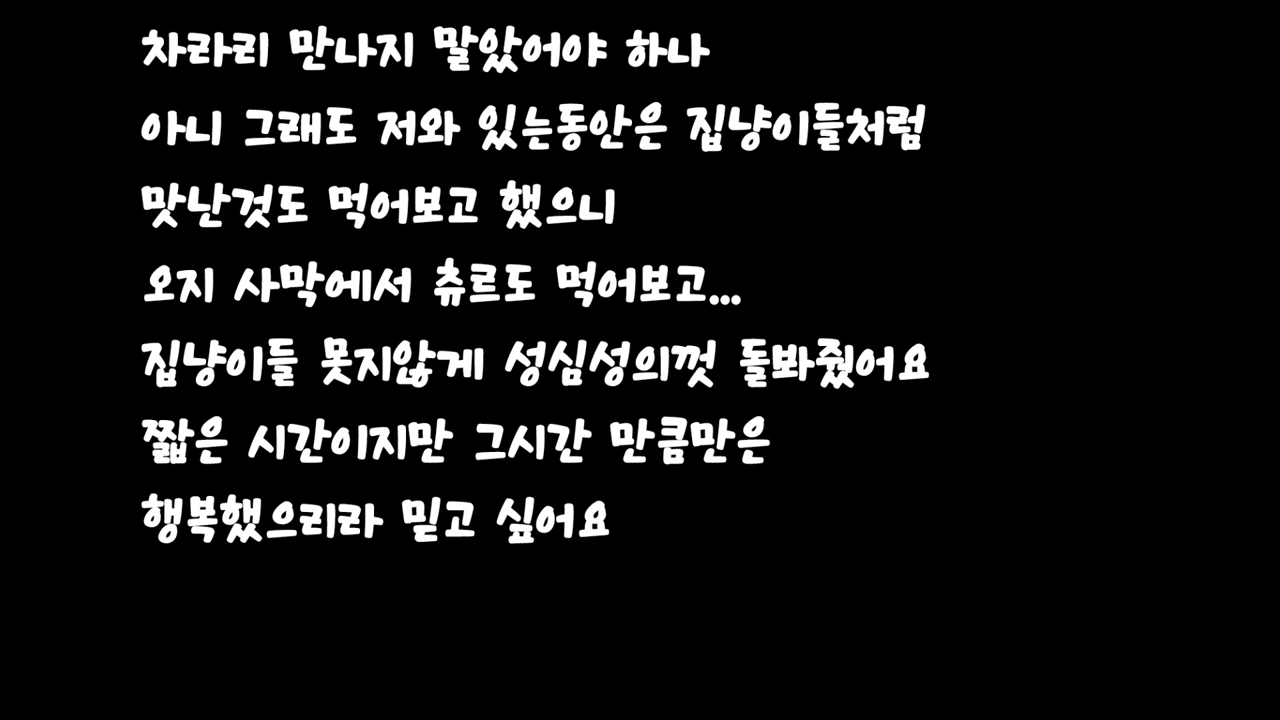 차라리 만나지 말았어야 하나
아니 그래도 저와 있는동안은 집냥이들처럼
맛난것도 먹어보고 했으니
오지 사막에서 츄르도 먹어보고...
집냥이들 못지않게 성심성의껏 돌봐줬어요
짧은 시간이지만 그시간 만큼만은
행복했으리라 믿고 싶어요